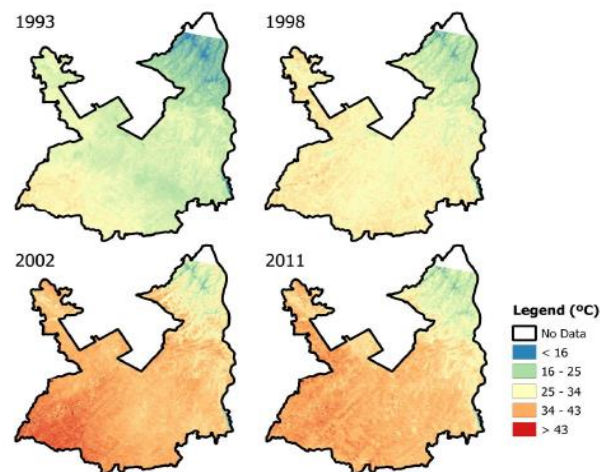 1993
1998
2002
2011
Legend (ºC)
No Data
< 16
16 - 25
25 - 34
34 - 43
> 43